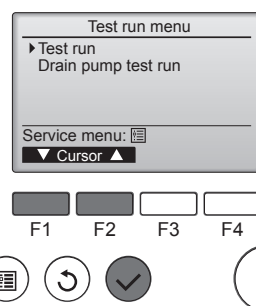 Test run menu
Test run
Drain pump test run
Service menu:
▼ Cursor ▲
F1 F2 F3 F4